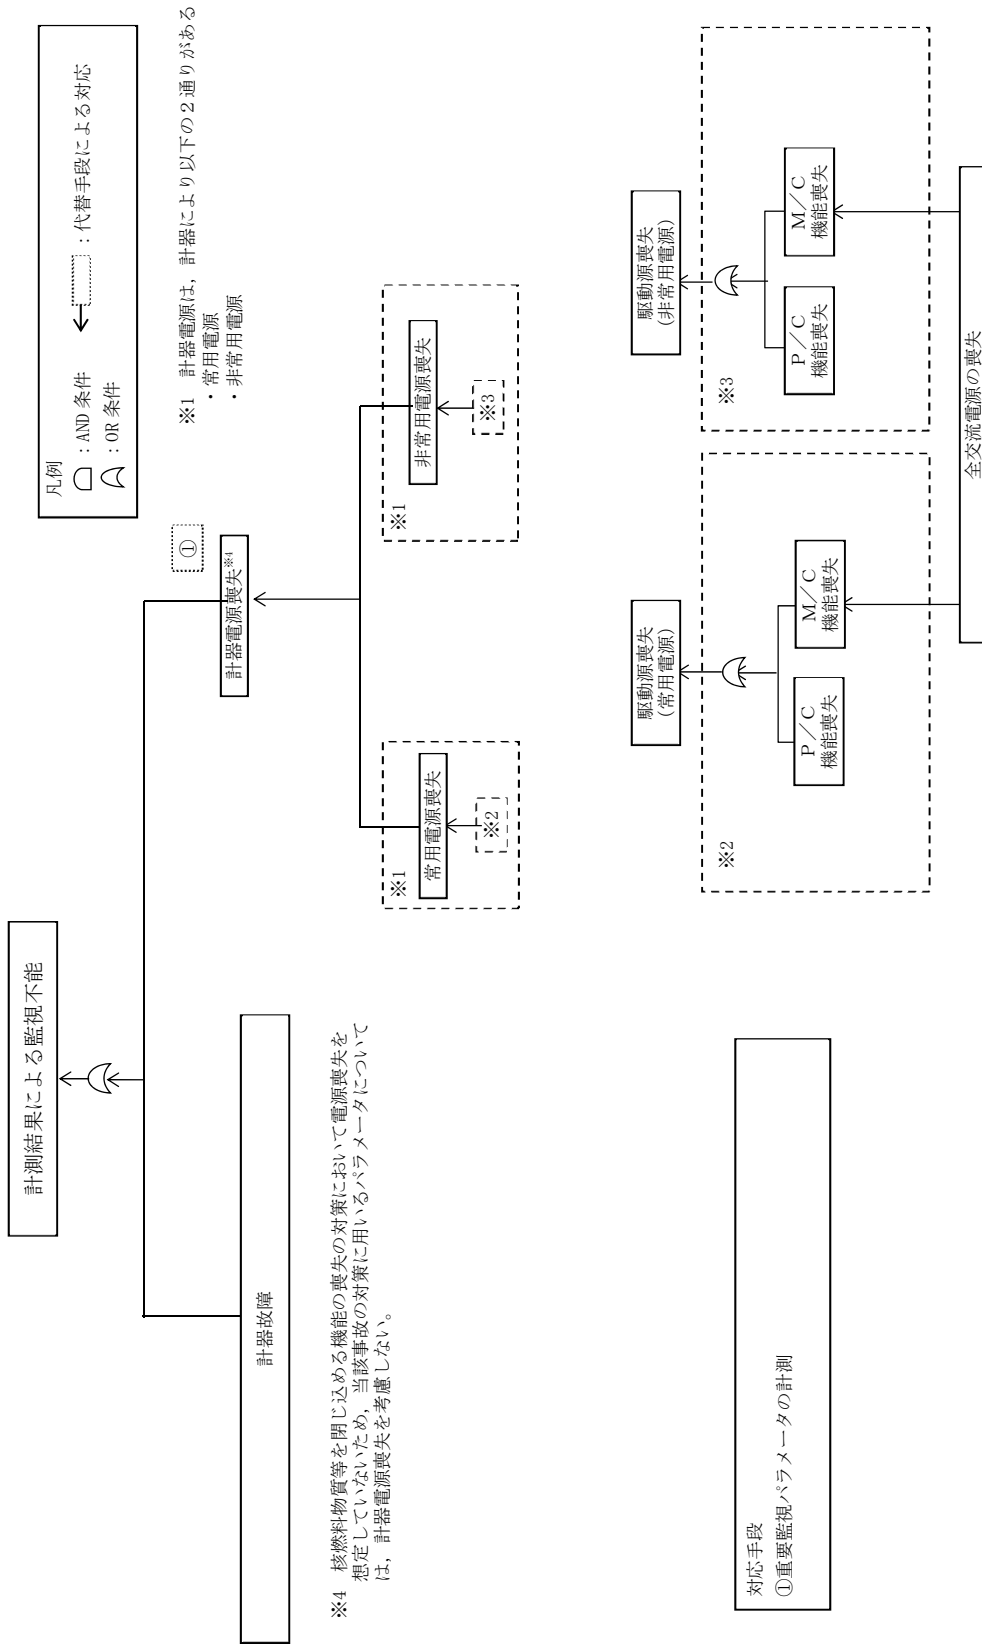 計測結果による監視不能
凡例
：AND 条件
：OR 条件
：代替手段による対応
※1　計器電源は，計器により以下の２通りがある
・常用電源
・非常用電源
①
計器故障
計器電源喪失※4
※1
常用電源喪失
※2
※1
非常用電源喪失
※3
※4　核燃料物質等を閉じ込める機能の喪失の対策において電源喪失を
想定していないため，当該事故の対策に用いるパラメータについて
は，計器電源喪失を考慮しない。
駆動源喪失
（常用電源）
※2
Ｐ／Ｃ
機能喪失
Ｍ／Ｃ
機能喪失
駆動源喪失
（非常用電源）
※3
Ｐ／Ｃ
機能喪失
Ｍ／Ｃ
機能喪失
全交流電源の喪失
対応手段
①重要監視パラメータの計測